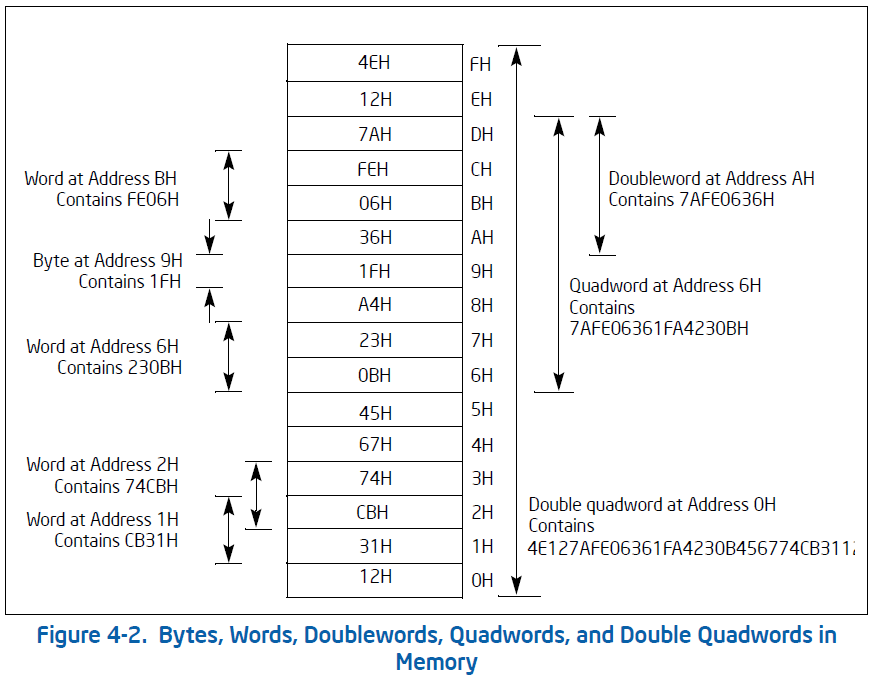 4EH FH
12H EH
7AH DH
FEH CH
Word at Address BH
Contains FE06H
06H BH
Doubleword at Address AH
Contains 7AFE0636H
36H AH
Byte at Address 9H
Contains 1FH
1FH 9H
Quadword at Address 6H
Contains
7AFE06361FA4230BH
A4H 8H
23H 7H
Word at Address 6H
Contains 230BH
0BH 6H
45H 5H
67H 4H
Word at Address 2H
Contains 74CBH
74H 3H
CBH 2H
Double quadword at Address 0H
Contains
4E127AFE06361FA4230B456774CB311
Word at Address 1H
Contains CB31H
31H 1H
12H 0H
Figure 4-2. Bytes, Words, Doublewords, Quadwords, and Double Quadwords in
Memory